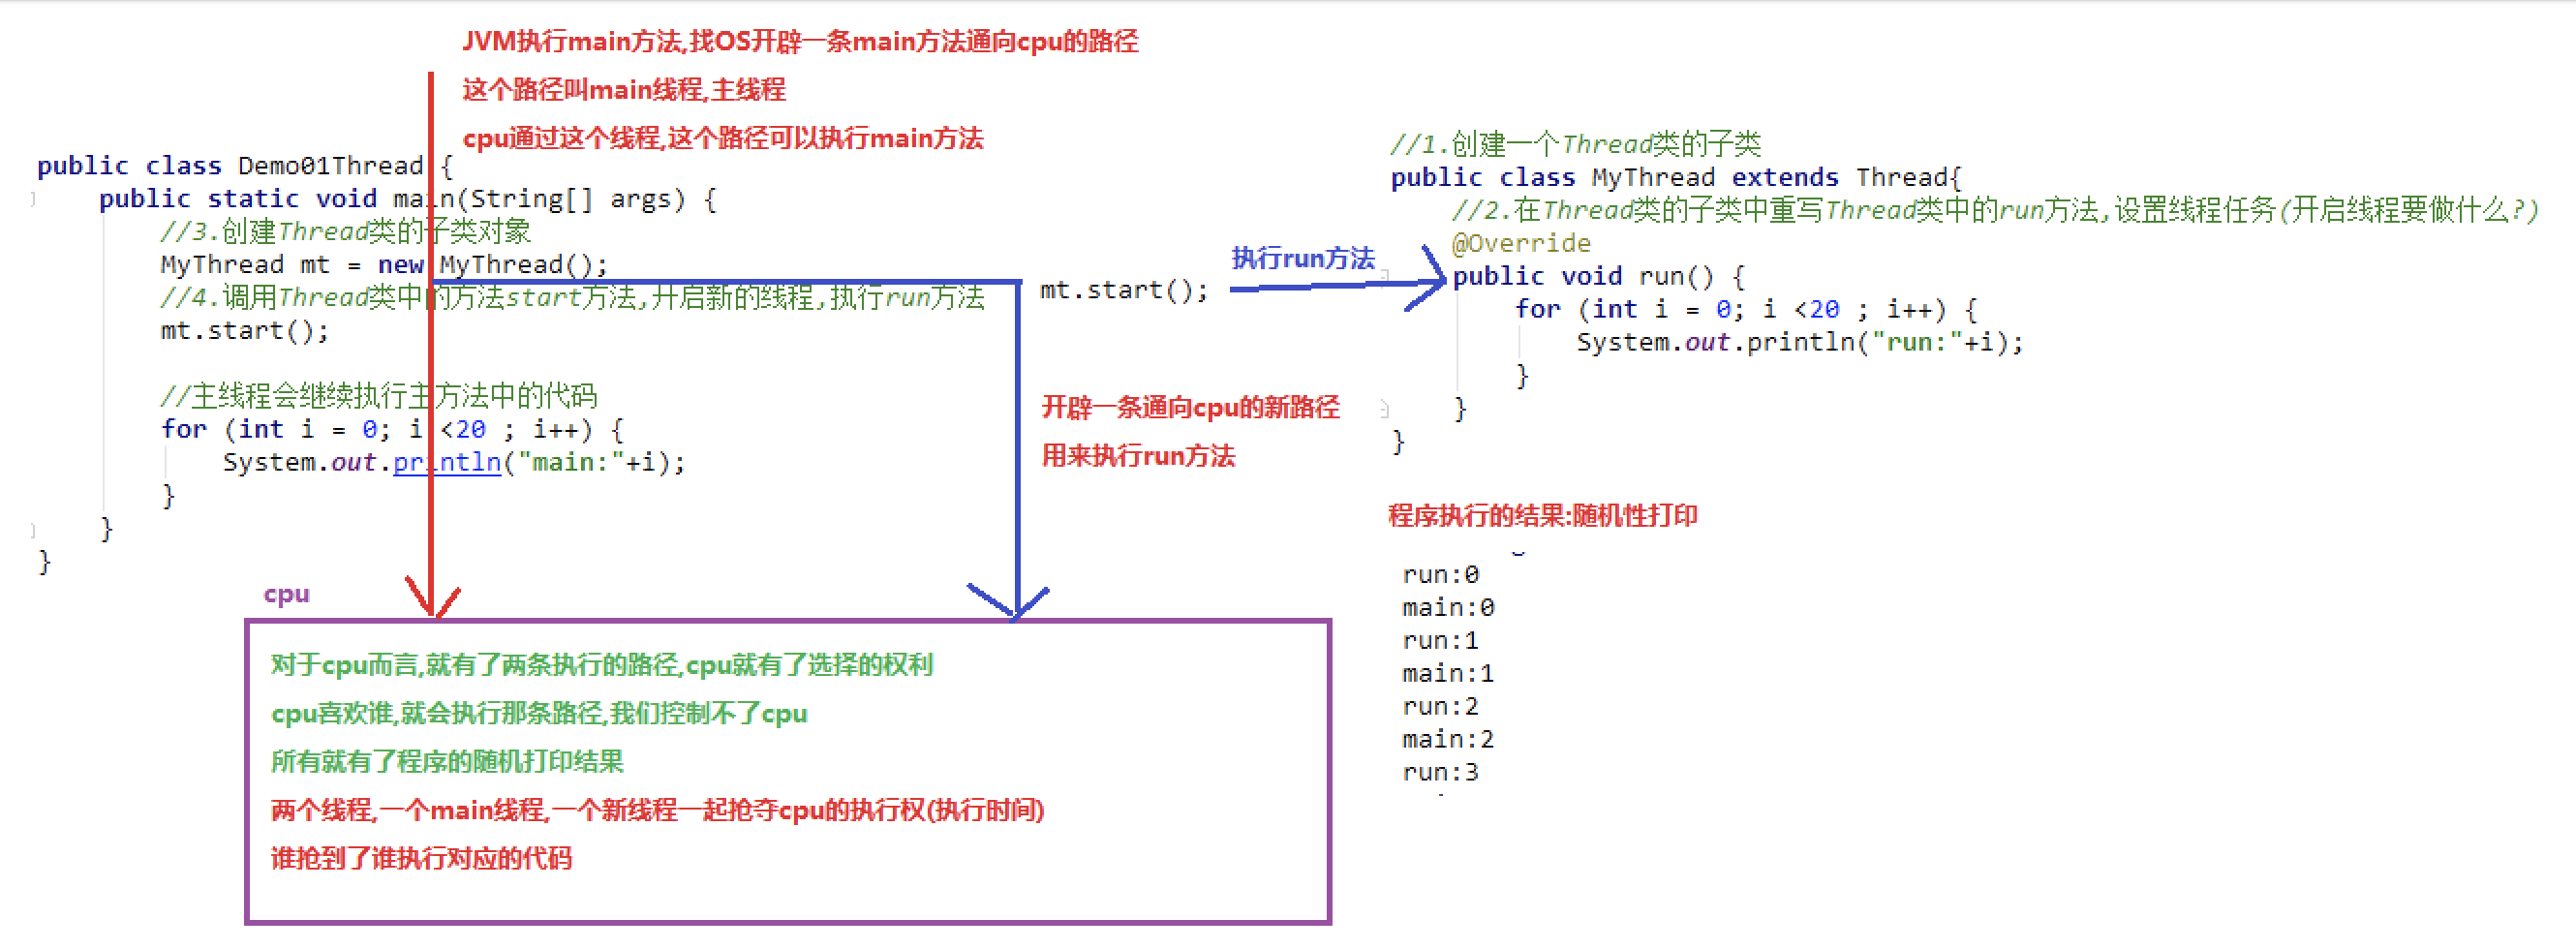 JVM执行main方法,找OS开辟一条main方法通向cpu的路径
这个路径叫main线程,主线程
cpu通过这个线程,这个路径可以执行main方法
public class Demo01Thread {
public static void main(String[] args) {
//3.创建Thread类的子类对象
MyThread mt = new MyThread();
//4.调用Thread类中的方法start方法,开启新的线程,执行run方法
mt.start();
//主线程会继续执行主方法中的代码
for (int i = 0; i <20 ; i++) {
System.out.println("main:"+i);
}
}
}
mt.start();
执行run方法
开辟一条通向cpu的新路径
用来执行run方法
//1.创建一个Thread类的子类
public class MyThread extends Thread{
//2.在Thread类的子类中重写Thread类中的run方法,设置线程任务(开启线程要做什么?)
@Override
public void run() {
for (int i = 0; i <20 ; i++) {
System.out.println("run:"+i);
}
}
}
程序执行的结果:随机性打印
run:0
main:0
run:1
main:1
run:2
main:2
run:3
cpu
对于cpu而言,就有了两条执行的路径,cpu就有了选择的权利
cpu喜欢谁,就会执行那条路径,我们控制不了cpu
所有就有了程序的随机打印结果
两个线程,一个main线程,一个新线程一起抢夺cpu的执行权(执行时间)
谁抢到了谁执行对应的代码